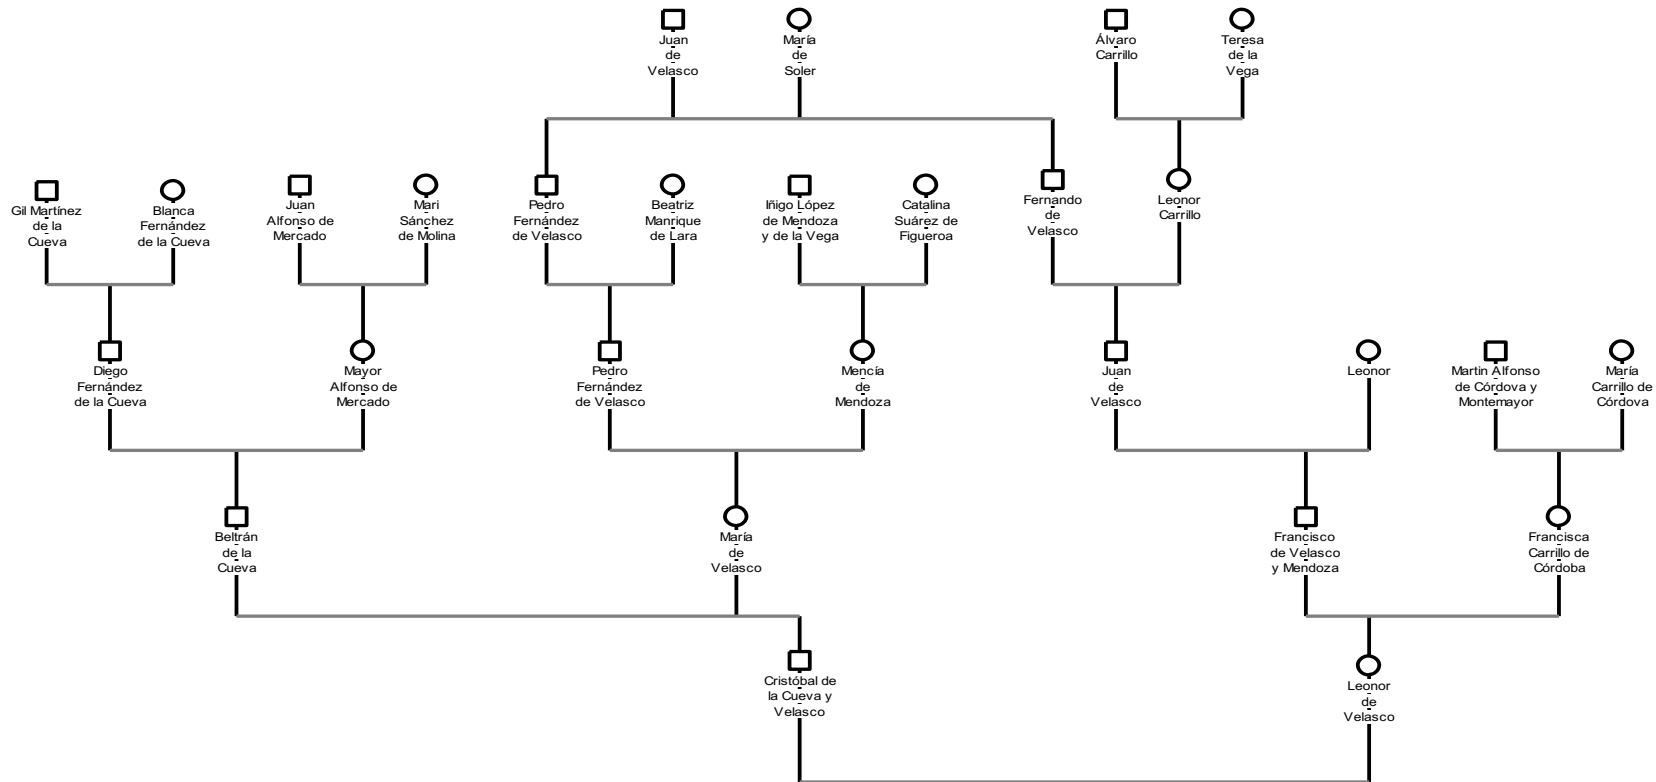 Juan
de
Velasco
María
de
Soler
Álvaro
Carrillo
Teresa
de la
Vega
Gil Martínez
de la
Cueva
Blanca
Fernández
de la Cueva
Juan
Alfonso de
Mercado
Mari
Sánchez
de Molina
Pedro
Fernández
de Velasco
Beatriz
Manrique
de Lara
Iñigo López
de Mendoza
y de la Vega
Catalina
Suárez de
Figueroa
Fernando
de
Velasco
Leonor
Carrillo
Diego
Fernández
de la Cueva
Mayor
Alfonso de
Mercado
Pedro
Fernández
de Velasco
Mencía
de
Mendoza
Juan
de
Velasco
Leonor
Martin Alfonso
de Córdova y
Montemayor
María
Carrillo de
Córdova
Beltrán
de la
Cueva
María
de
Velasco
Francisco
de Velasco
y Mendoza
Francisca
Carrillo de
Córdoba
Cristóbal de
la Cueva y
Velasco
Leonor
de
Velasco